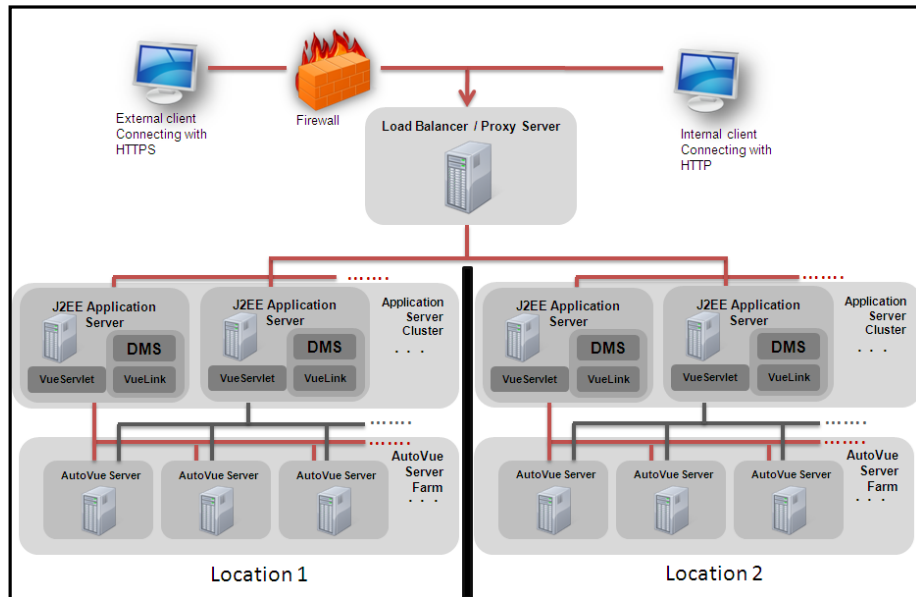 External client
Connecting with
HTTPS
Firewall
Load Balancer / Proxy Server
Internal client
Connecting with
HTTP
.......
J2EE Application
Server
DMS
VueServlet
VueLink
J2EE Application
Server
DMS
VueServlet
VueLink
Application
Server
Cluster
. . .
.......
.......
AutoVue Server
AutoVue Server
AutoVue Server
AutoVue
Server
Farm
. . .
Location 1
.......
J2EE Application
Server
DMS
VueServlet
VueLink
J2EE Application
Server
DMS
VueServlet
VueLink
Application
Server
Cluster
. . .
.......
.......
AutoVue Server
AutoVue Server
AutoVue Server
AutoVue
Server
Farm
. . .
Location 2